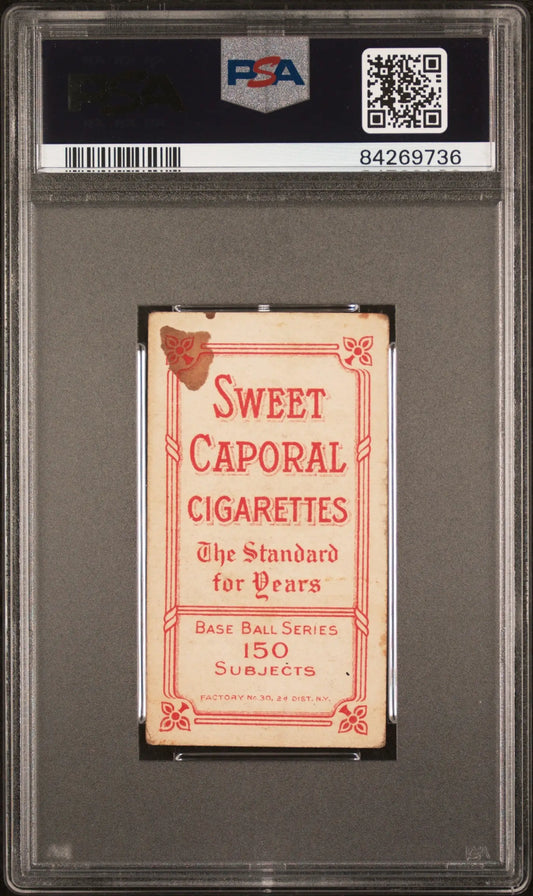 PSA
PSA
84269736
SWEET
CAPORAL
CIGARETTES
The Standard
for Years
BASE BALL SERIES
150
SUBJECTS
FACTORY No. 30, 2d DIST. N.Y.